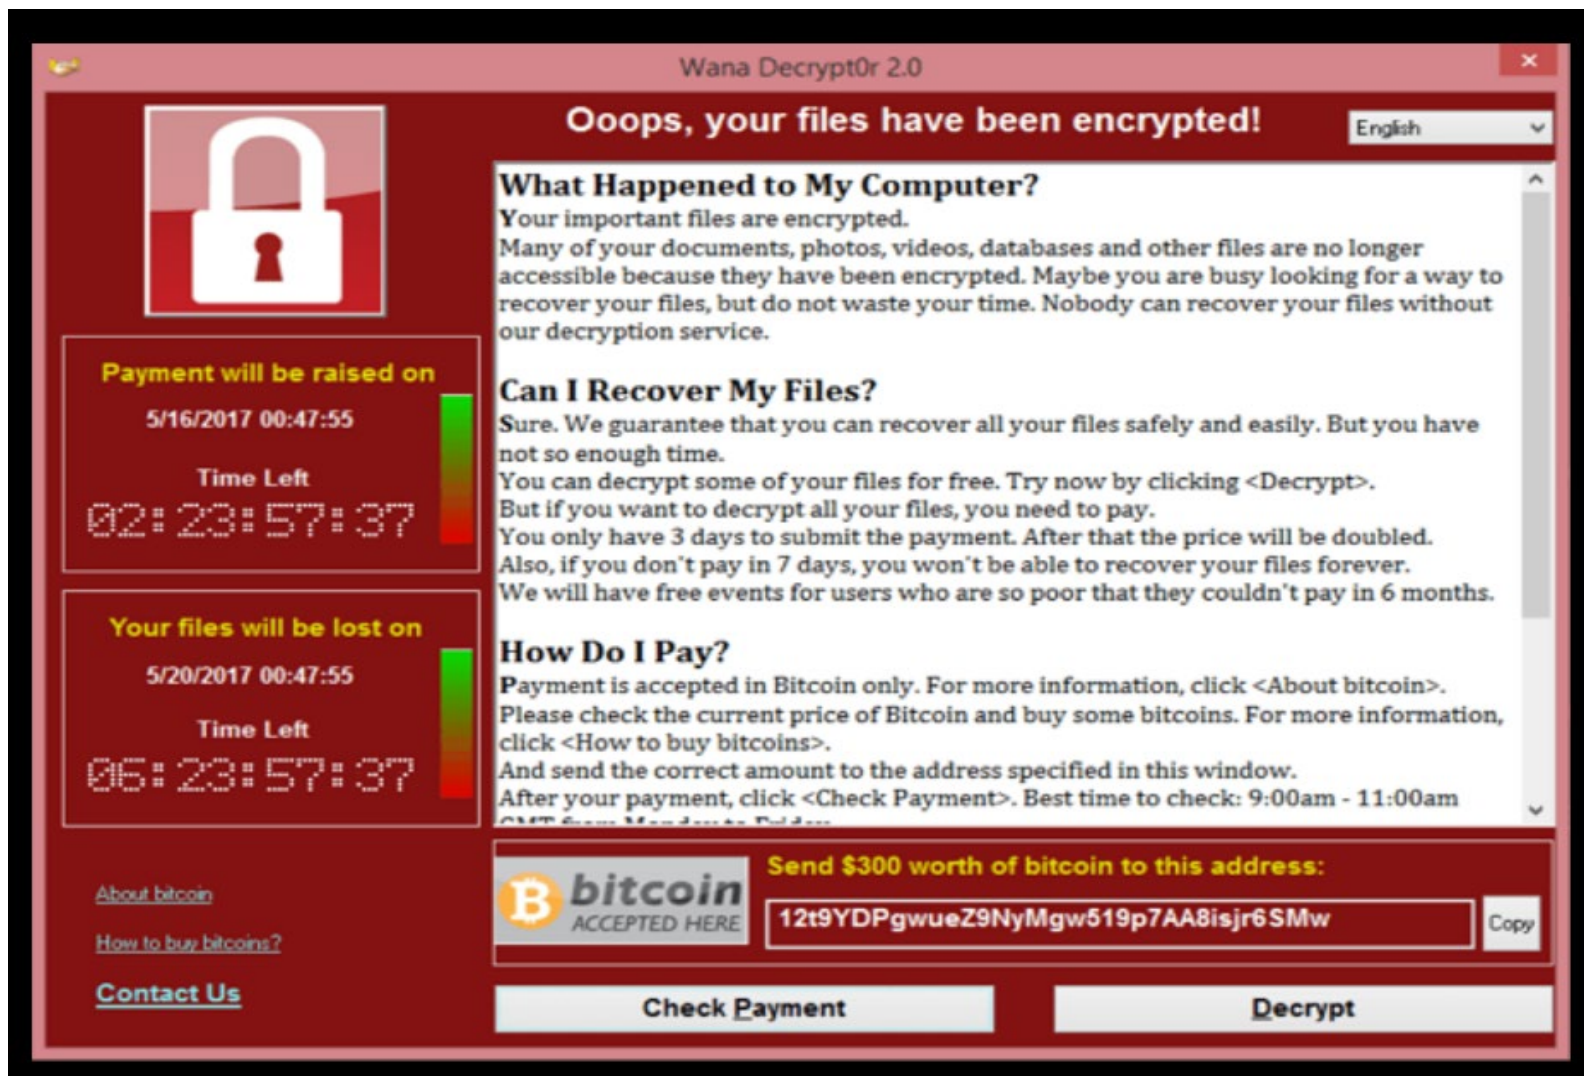 Wana Decrypt0r 2.0
Ooops, your files have been encrypted!
English
What Happened to My Computer?
Your important files are encrypted.
Many of your documents, photos, videos, databases and other files are no longer
accessible because they have been encrypted. Maybe you are busy looking for a way to
recover your files, but do not waste your time. Nobody can recover your files without
our decryption service.
Can I Recover My Files?
Sure. We guarantee that you can recover all your files safely and easily. But you have
not so enough time.
You can decrypt some of your files for free. Try now by clicking <Decrypt>.
But if you want to decrypt all your files, you need to pay.
You only have 3 days to submit the payment. After that the price will be doubled.
Also, if you don't pay in 7 days, you won't be able to recover your files forever.
We will have free events for users who are so poor that they couldn't pay in 6 months.
How Do I Pay?
Payment is accepted in Bitcoin only. For more information, click <About bitcoin>.
Please check the current price of Bitcoin and buy some bitcoins. For more information,
click <How to buy bitcoins>.
And send the correct amount to the address specified in this window.
After your payment, click <Check Payment>. Best time to check: 9:00am - 11:00am
GMT from Monday to Friday.
Payment will be raised on
5/16/2017 00:47:55
Time Left
02:23:57:37
Your files will be lost on
5/20/2017 00:47:55
Time Left
06:23:57:37
About bitcoin
How to buy bitcoins?
Contact Us
bitcoin
ACCEPTED HERE
Send $300 worth of bitcoin to this address:
12t9YDPgwueZ9NyMgw519p7AA8isjr6SMw
Copy
Check Payment
Decrypt